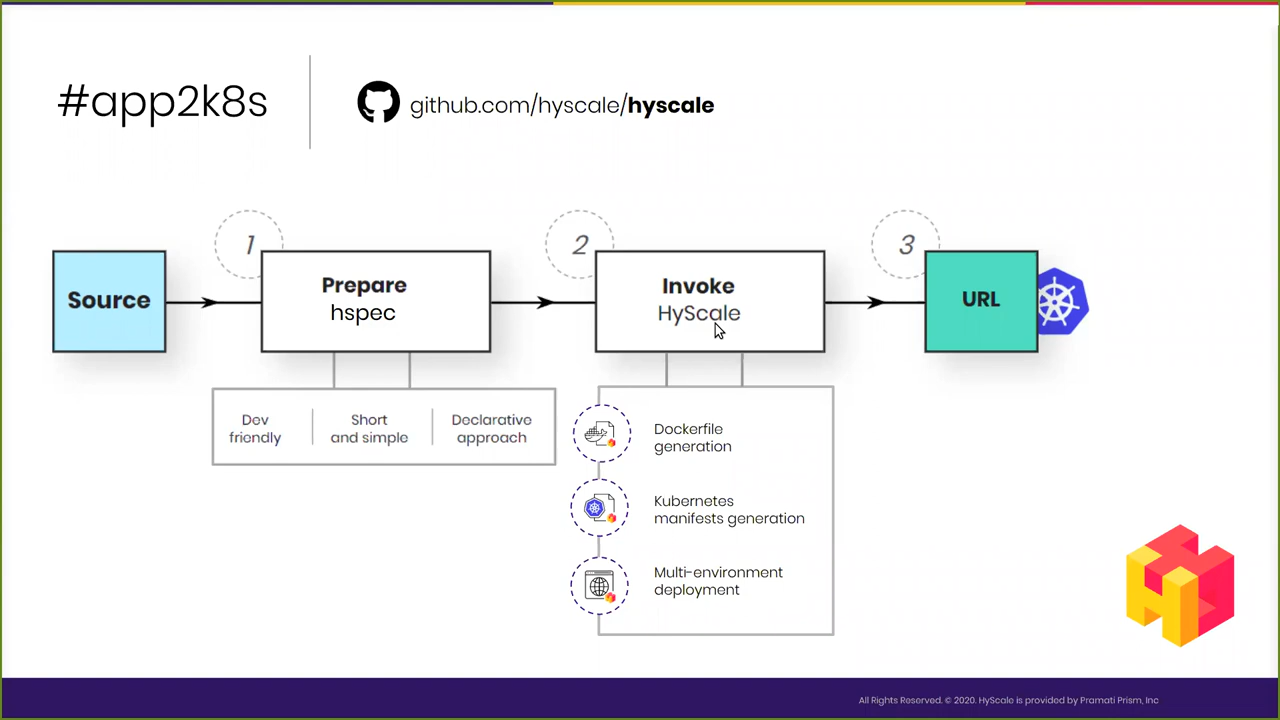 #app2k8s
github.com/hyscale/hyscale
1
2
3
Source
Prepare
hspec
Invoke
HyScale
URL
Dev
friendly
Short
and simple
Declarative
approach
Dockerfile
generation
Kubernetes
manifests generation
Multi-environment
deployment
All Rights Reserved. © 2020. HyScale is provided by Pramati Prism, Inc